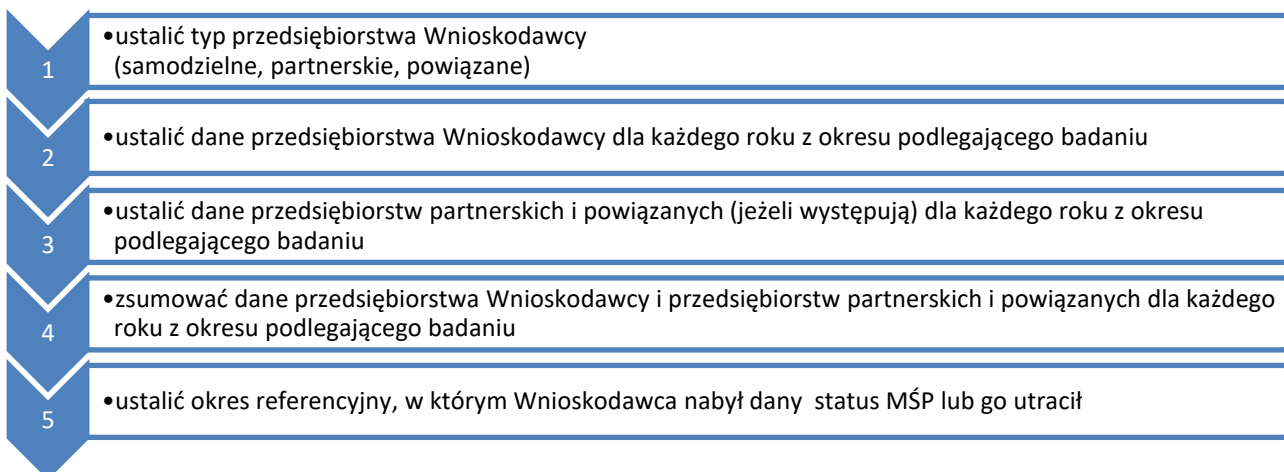 1
•ustalić typ przedsiębiorstwa Wnioskodawcy
(samodzielne, partnerskie, powiązane)
2
•ustalić dane przedsiębiorstwa Wnioskodawcy dla każdego roku z okresu podlegającego badaniu
3
•ustalić dane przedsiębiorstw partnerskich i powiązanych (jeżeli występują) dla każdego roku z okresu
podlegającego badaniu
4
•zsumować dane przedsiębiorstwa Wnioskodawcy i przedsiębiorstw partnerskich i powiązanych dla każdego
roku z okresu podlegającego badaniu
5
•ustalić okres referencyjny, w którym Wnioskodawca nabył dany status MŚP lub go utracił